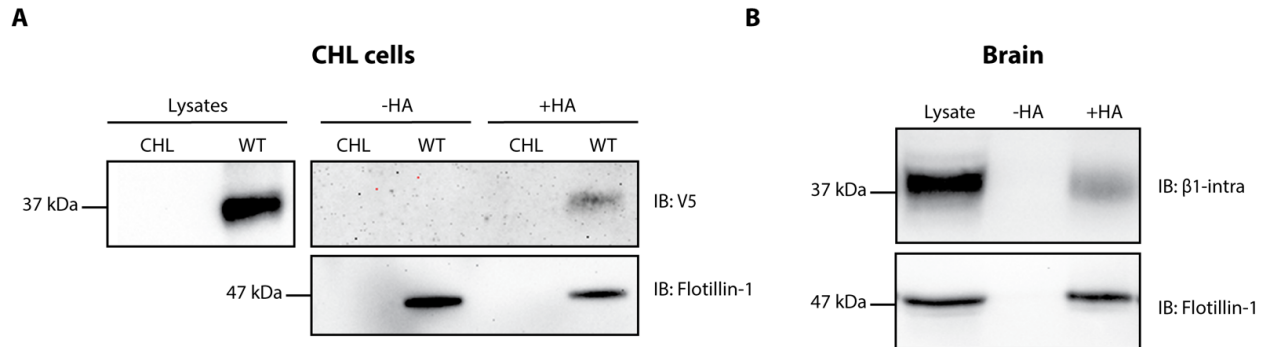 A
CHL cells
Lysates -HA +HA
CHL WT CHL WT CHL WT
37 kDa
IB: V5
47 kDa
IB: Flotillin-1
B
Brain
Lysate -HA +HA
37 kDa
IB: β1-intra
47 kDa
IB: Flotillin-1